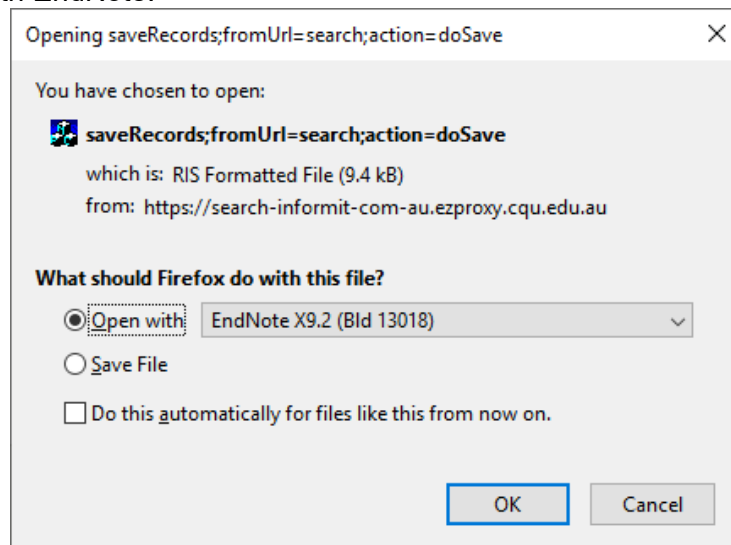 EndNote.
Opening saveRecords;fromUrl=search;action=doSave
You have chosen to open:
saveRecords;fromUrl=search;action=doSave
which is: RIS Formatted File (9.4 kB)
from: https://search-informit-com-au.ezproxy.cqu.edu.au
What should Firefox do with this file?
Open with EndNote X9.2 (Bld 13018)
Save File
Do this automatically for files like this from now on.
OK Cancel